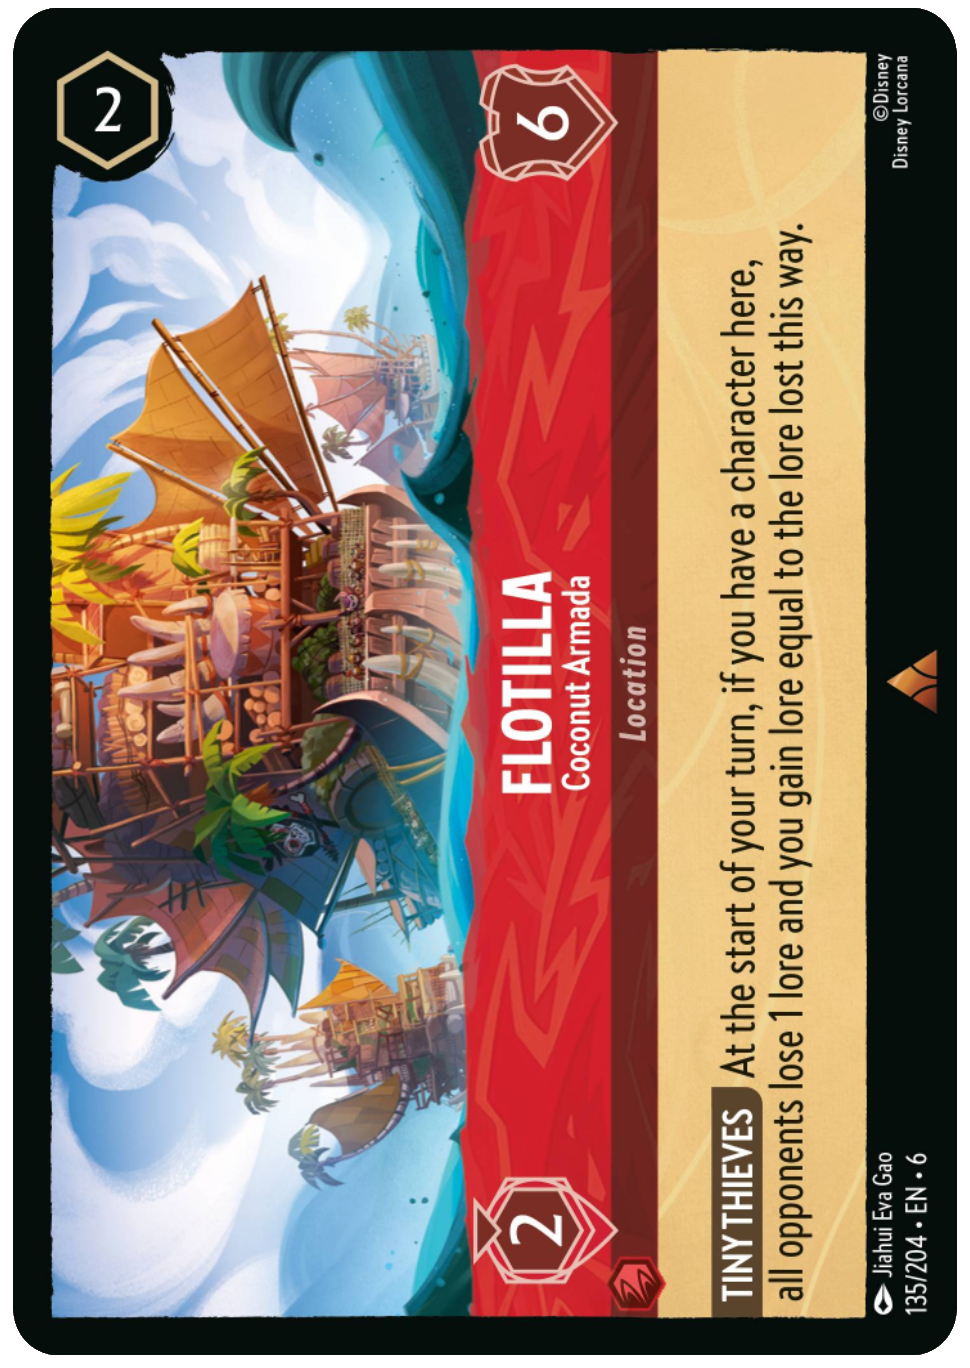 2
FLOTILLA
Coconut Armada
2
6
Location
TINY THIEVES At the start of your turn, if you have a character here,
all opponents lose 1 lore and you gain lore equal to the lore lost this way.
Jiahui Eva Gao
135/204 • EN • 6
©Disney
Disney Lorcana